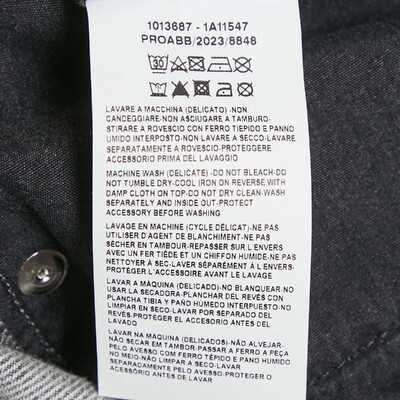 1013687 - 1A11547
PROABB/2023/8848
30
LAVARE A MACCHINA (DELICATO) -NON
CANDEGGIARE-NON ASCIUGARE A TAMBURO-
STIRARE A ROVESCIO CON FERRO TIEPIDO E PANNO
UMIDO INTERPOSTO-NON LAVARE A SECCO-LAVARE
SEPARATAMENTE A ROVESCIO-PROTEGGERE
ACCESSORIO PRIMA DEL LAVAGGIO
MACHINE WASH (DELICATE) -DO NOT BLEACH-DO
NOT TUMBLE DRY-COOL IRON ON REVERSE WITH
DAMP CLOTH ON TOP-DO NOT DRY CLEAN-WASH
SEPARATELY AND INSIDE OUT-PROTECT
ACCESSORY BEFORE WASHING
LAVAGE EN MACHINE (CYCLE DÉLICAT)-NE PAS
UTILISER D'AGENT DE BLANCHIMENT-NE PAS
SÉCHER EN TAMBOUR-REPASSER SUR L'ENVERS
AVEC UN FER TIÉDE ET UN CHIFFON HUMIDE-NE PAS
NETTOYER À SEC-LAVER SÉPARÉMENT À L'ENVERS-
PROTÉGER L'ACCESSOIRE AVANT LE LAVAGE
LAVAR A MÁQUINA (DELICADO)-NO BLANQUEAR NO
USAR LA SECADORA-PLANCHAR DEL REVÉS CON
PLANCHA TIBIA Y PAÑO HÚMEDO INTERPUESTO-NO
LIMPIAR EN SECO-LAVAR POR SEPARADO DEL
REVÉS-PROTEGER EL ACCESORIO ANTES DEL
LAVADO
LAVAR NA MÁQUINA (DELICADO)-NÃO ALVEJAR-
NÃO SECAR EM TAMBOR-PASSAR A FERRO A PEÇA
PELO AVESSO COM FERRO TÉPIDO E PANO HÚMIDO
NO MEIO-NÃO LIMPAR A SECO-LAVAR
SEPARADAMENTE PELO AVESSO-PROTEGER O
ACESSÓRIO ANTES DE LAVAR